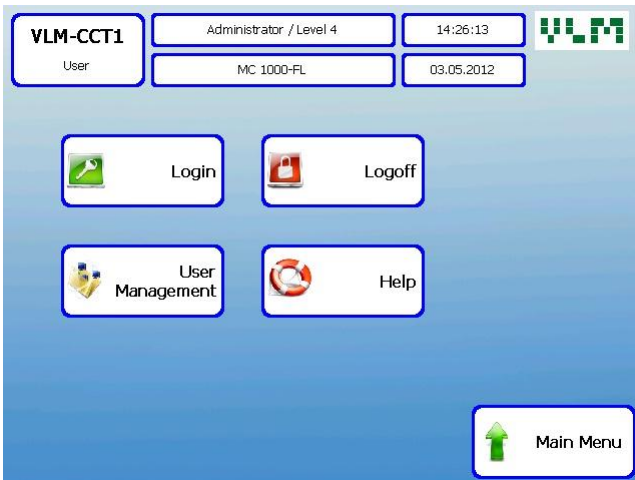 VLM-CCT1
User
Administrator / Level 4
14:26:13
VLM
MC 1000-FL
03.05.2012
Login
Logoff
User
Management
Help
Main Menu